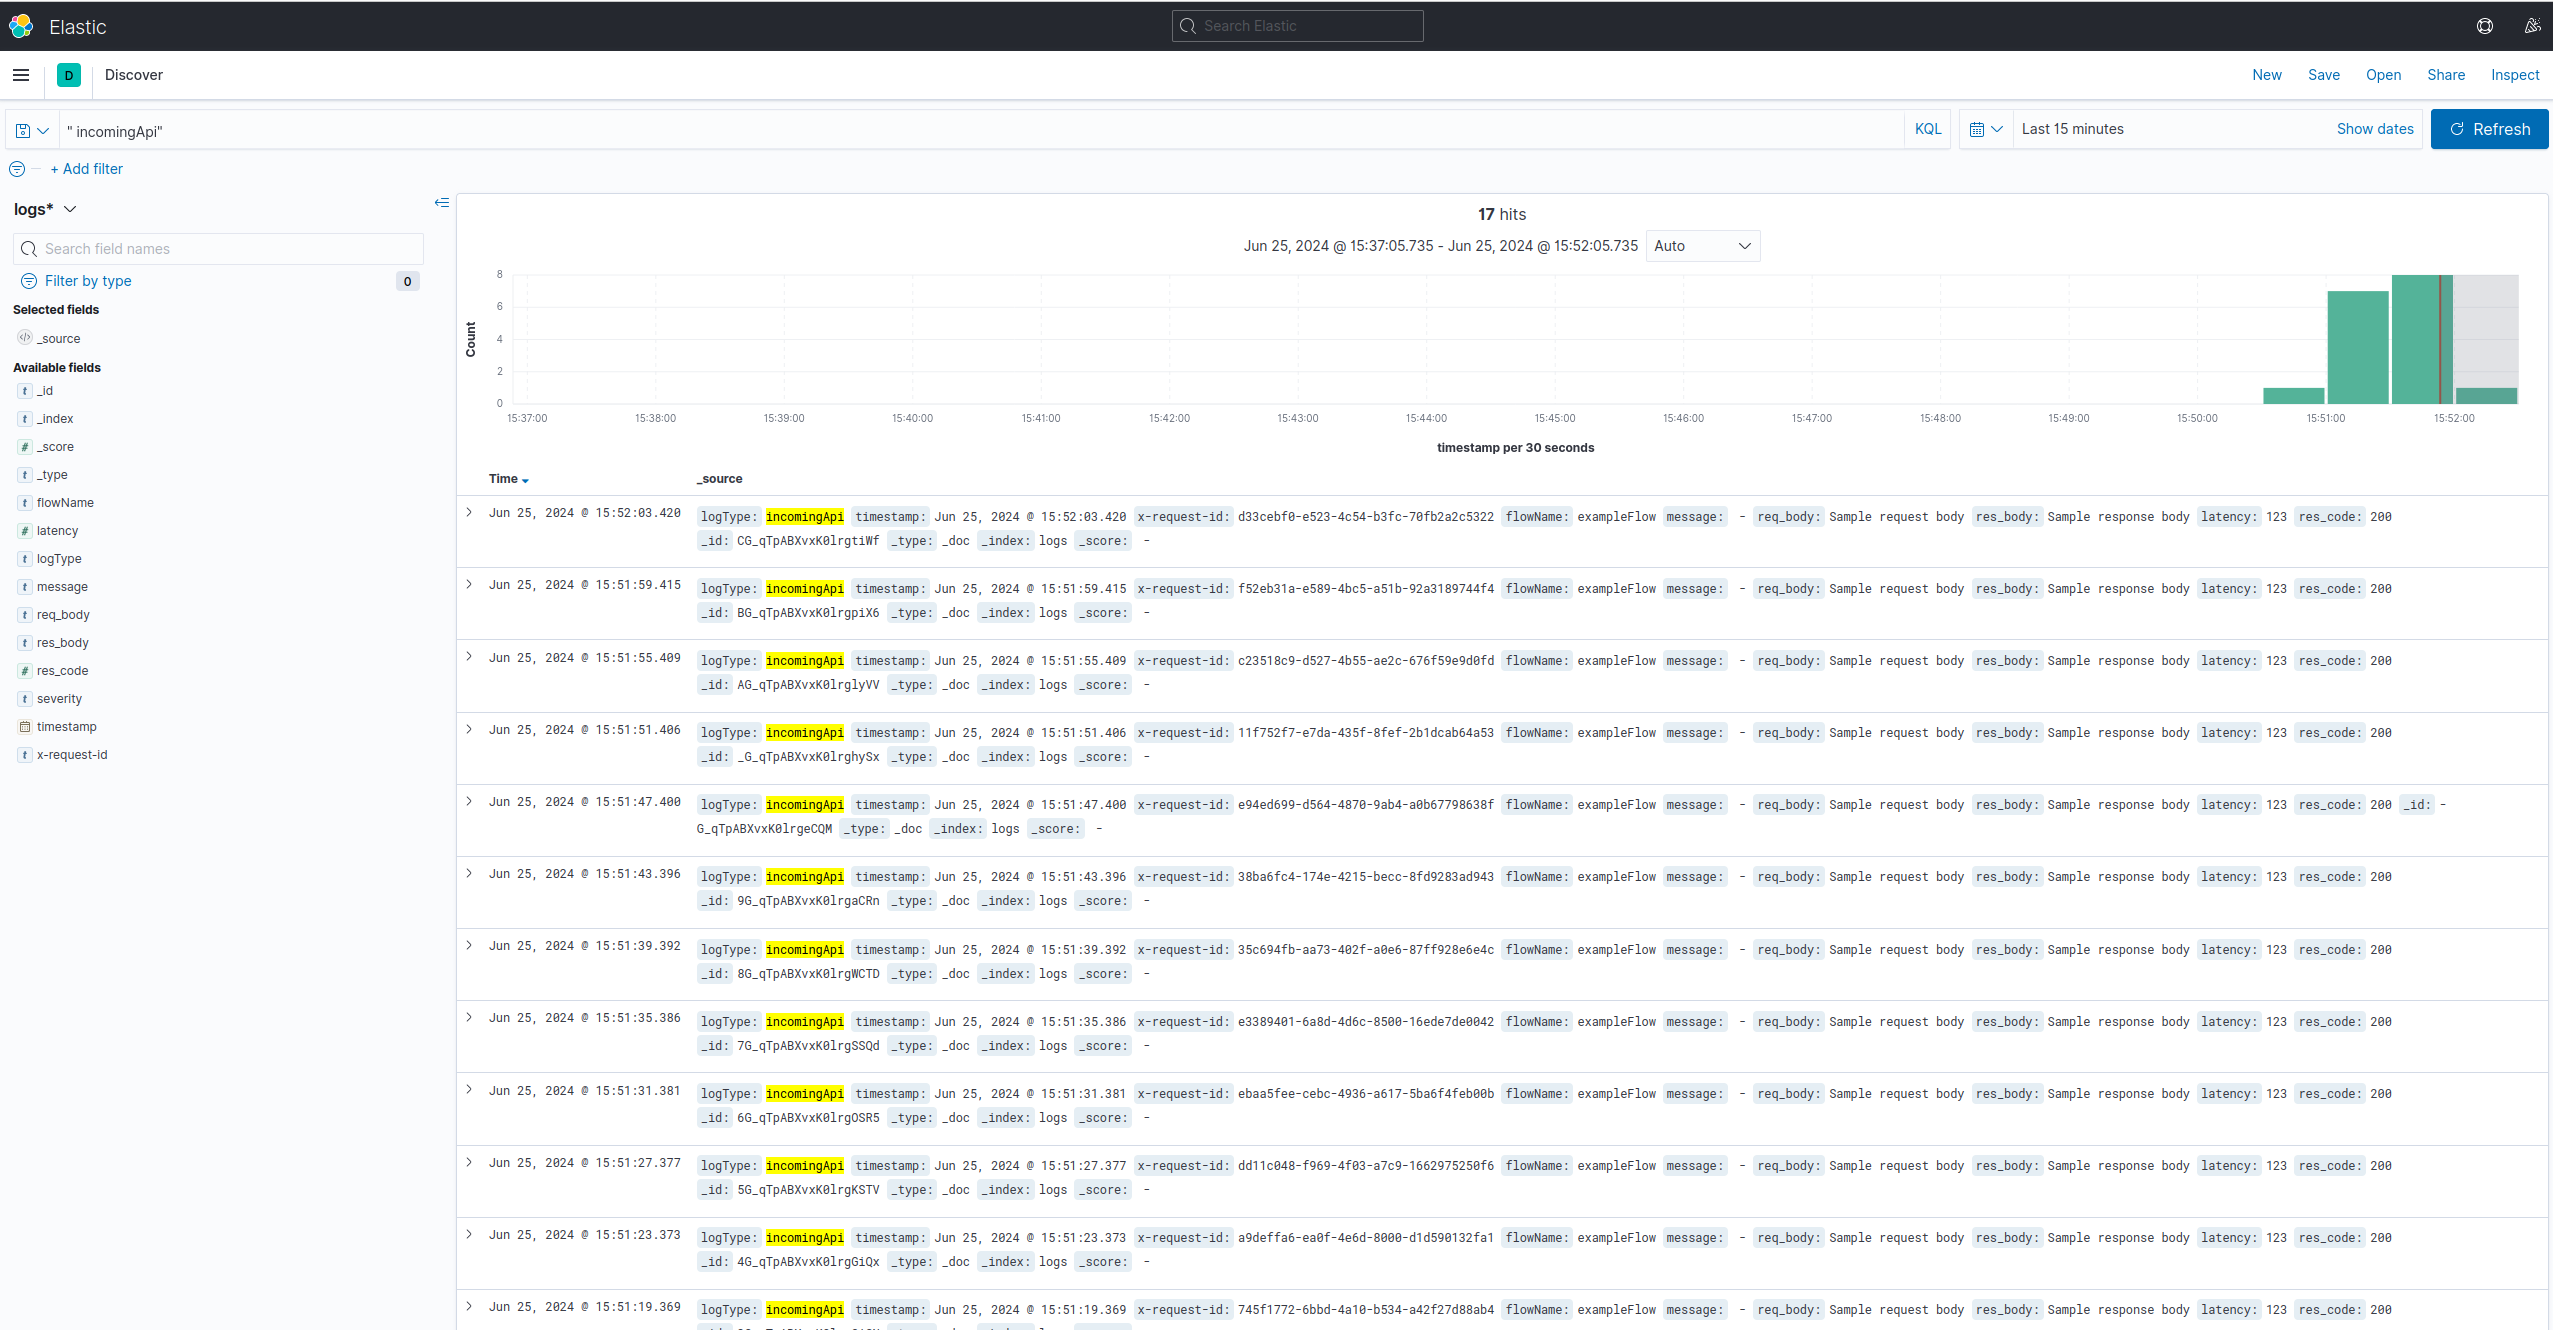 Elastic
Search Elastic
D Discover New Save Open Share Inspect
" incomingApi" KQL Last 15 minutes Show dates Refresh
+ Add filter
logs*
Search field names
Filter by type 0
Selected fields
_source
Available fields
t _id
t _index
# _score
t _type
t flowName
# latency
t logType
t message
t req_body
t res_body
# res_code
t severity
timestamp
t x-request-id
17 hits
Jun 25, 2024 @ 15:37:05.735 - Jun 25, 2024 @ 15:52:05.735 Auto
Count
8
6
4
2
0
15:37:00 15:38:00 15:39:00 15:40:00 15:41:00 15:42:00 15:43:00 15:44:00 15:45:00 15:46:00 15:47:00 15:48:00 15:49:00 15:50:00 15:51:00 15:52:00
timestamp per 30 seconds
Time _source
Jun 25, 2024 @ 15:52:03.420 logType: incomingApi timestamp: Jun 25, 2024 @ 15:52:03.420 x-request-id: d33cebf0-e523-4c54-b3fc-70fb2a2c5322 flowName: exampleFlow message: - req_body: Sample request body res_body: Sample response body latency: 123 res_code: 200
_id: CG_qTpABXvxK0lrgtiWf _type: _doc _index: logs _score: -
Jun 25, 2024 @ 15:51:59.415 logType: incomingApi timestamp: Jun 25, 2024 @ 15:51:59.415 x-request-id: f52eb31a-e589-4bc5-a51b-92a3189744f4 flowName: exampleFlow message: - req_body: Sample request body res_body: Sample response body latency: 123 res_code: 200
_id: BG_qTpABXvxK0lrgpiX6 _type: _doc _index: logs _score: -
Jun 25, 2024 @ 15:51:55.409 logType: incomingApi timestamp: Jun 25, 2024 @ 15:51:55.409 x-request-id: c23518c9-d527-4b55-ae2c-676f59e9d0fd flowName: exampleFlow message: - req_body: Sample request body res_body: Sample response body latency: 123 res_code: 200
_id: AG_qTpABXvxK0lrglyVV _type: _doc _index: logs _score: -
Jun 25, 2024 @ 15:51:51.406 logType: incomingApi timestamp: Jun 25, 2024 @ 15:51:51.406 x-request-id: 11f752f7-e7da-435f-8fef-2b1dcab64a53 flowName: exampleFlow message: - req_body: Sample request body res_body: Sample response body latency: 123 res_code: 200
_id: _G_qTpABXvxK0lrghySx _type: _doc _index: logs _score: -
Jun 25, 2024 @ 15:51:47.400 logType: incomingApi timestamp: Jun 25, 2024 @ 15:51:47.400 x-request-id: e94ed699-d564-4870-9ab4-a0b67798638f flowName: exampleFlow message: - req_body: Sample request body res_body: Sample response body latency: 123 res_code: 200 _id: -
G_qTpABXvxK0lrgeCQM _type: _doc _index: logs _score: -
Jun 25, 2024 @ 15:51:43.396 logType: incomingApi timestamp: Jun 25, 2024 @ 15:51:43.396 x-request-id: 38ba6fc4-174e-4215-becc-8fd9283ad943 flowName: exampleFlow message: - req_body: Sample request body res_body: Sample response body latency: 123 res_code: 200
_id: 9G_qTpABXvxK0lrgaCRn _type: _doc _index: logs _score: -
Jun 25, 2024 @ 15:51:39.392 logType: incomingApi timestamp: Jun 25, 2024 @ 15:51:39.392 x-request-id: 35c694fb-aa73-402f-a0e6-87ff928e6e4c flowName: exampleFlow message: - req_body: Sample request body res_body: Sample response body latency: 123 res_code: 200
_id: 8G_qTpABXvxK0lrgWCTD _type: _doc _index: logs _score: -
Jun 25, 2024 @ 15:51:35.386 logType: incomingApi timestamp: Jun 25, 2024 @ 15:51:35.386 x-request-id: e3389401-6a8d-4d6c-8500-16ede7de0042 flowName: exampleFlow message: - req_body: Sample request body res_body: Sample response body latency: 123 res_code: 200
_id: 7G_qTpABXvxK0lrgSSQd _type: _doc _index: logs _score: -
Jun 25, 2024 @ 15:51:31.381 logType: incomingApi timestamp: Jun 25, 2024 @ 15:51:31.381 x-request-id: ebaa5fee-cebc-4936-a617-5ba6f4feb00b flowName: exampleFlow message: - req_body: Sample request body res_body: Sample response body latency: 123 res_code: 200
_id: 6G_qTpABXvxK0lrgOSR5 _type: _doc _index: logs _score: -
Jun 25, 2024 @ 15:51:27.377 logType: incomingApi timestamp: Jun 25, 2024 @ 15:51:27.377 x-request-id: dd11c048-f969-4f03-a7c9-1662975250f6 flowName: exampleFlow message: - req_body: Sample request body res_body: Sample response body latency: 123 res_code: 200
_id: 5G_qTpABXvxK0lrgKSTV _type: _doc _index: logs _score: -
Jun 25, 2024 @ 15:51:23.373 logType: incomingApi timestamp: Jun 25, 2024 @ 15:51:23.373 x-request-id: a9deffa6-ea0f-4e6d-8000-d1d590132fa1 flowName: exampleFlow message: - req_body: Sample request body res_body: Sample response body latency: 123 res_code: 200
_id: 4G_qTpABXvxK0lrgGiQx _type: _doc _index: logs _score: -
Jun 25, 2024 @ 15:51:19.369 logType: incomingApi timestamp: Jun 25, 2024 @ 15:51:19.369 x-request-id: 745f1772-6bbd-4a10-b534-a42f27d88ab4 flowName: exampleFlow message: - req_body: Sample request body res_body: Sample response body latency: 123 res_code: 200